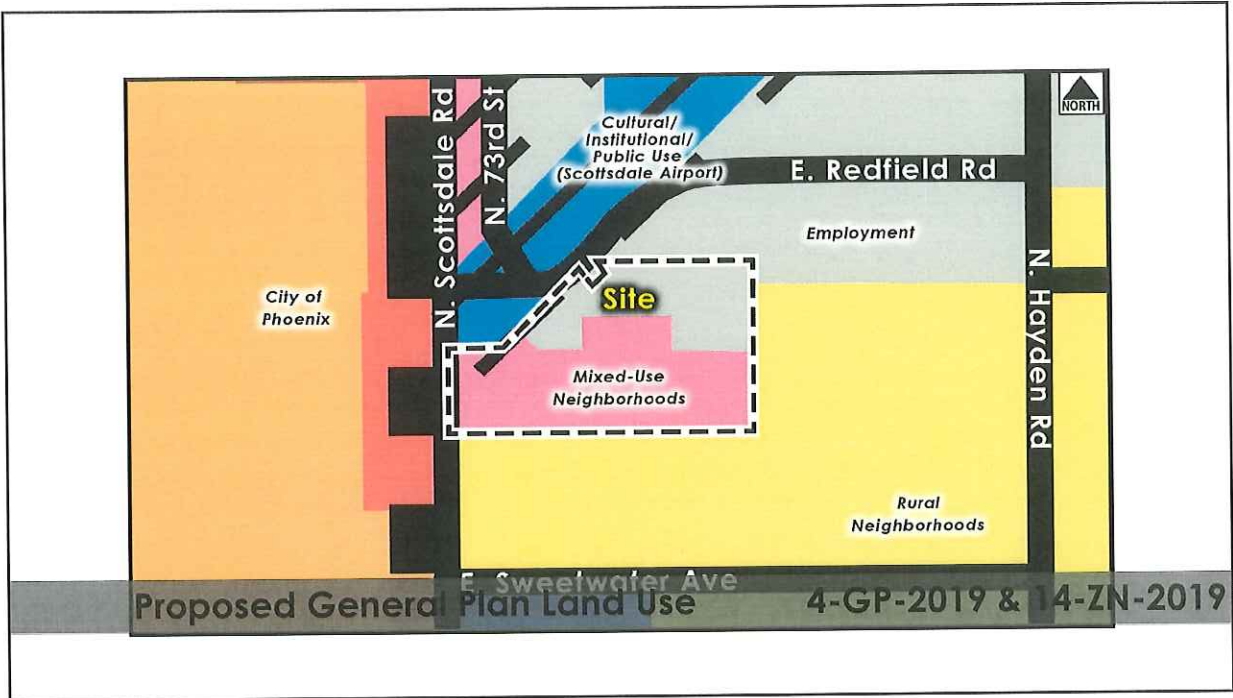 NORTH
N. Scottsdale Rd
N. 73rd St
Cultural/
Institutional/
Public Use
(Scottsdale Airport)
E. Redfield Rd
Employment
N. Hayden Rd
City of
Phoenix
Site
Mixed-Use
Neighborhoods
Rural
Neighborhoods
E. Sweetwater Ave
Proposed General Plan Land Use 4-GP-2019 & 14-ZN-2019